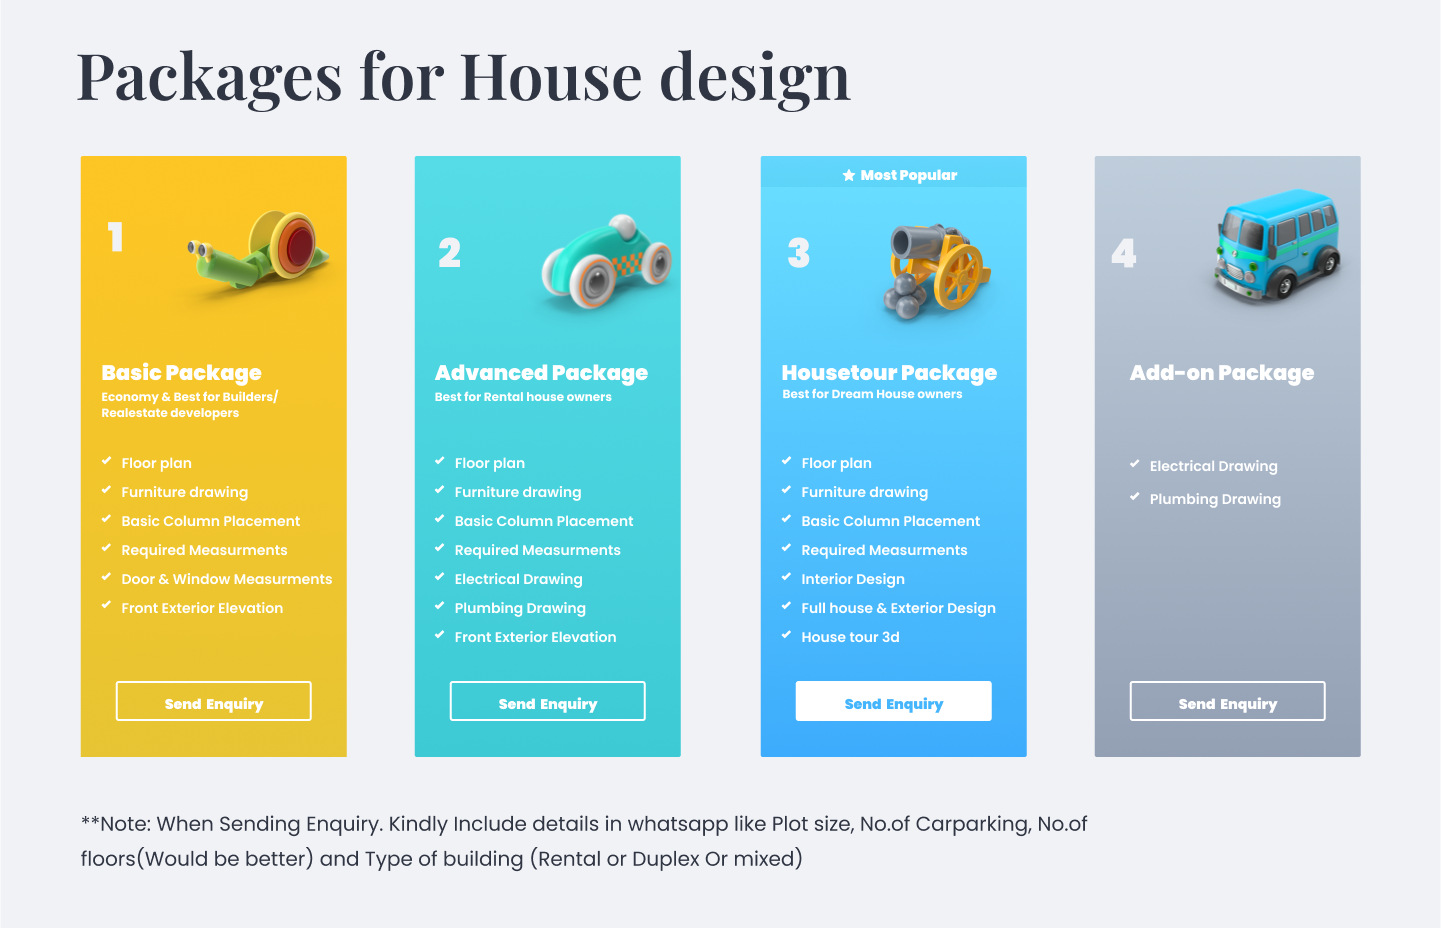 Packages for House design
1
Basic Package
Economy & Best for Builders/
Realestate developers
Floor plan
Furniture drawing
Basic Column Placement
Required Measurments
Door & Window Measurments
Front Exterior Elevation
Send Enquiry
2
Advanced Package
Best for Rental house owners
Floor plan
Furniture drawing
Basic Column Placement
Required Measurments
Electrical Drawing
Plumbing Drawing
Front Exterior Elevation
Send Enquiry
Most Popular
3
Housetour Package
Best for Dream House owners
Floor plan
Furniture drawing
Basic Column Placement
Required Measurments
Interior Design
Full house & Exterior Design
House tour 3d
Send Enquiry
4
Add-on Package
Electrical Drawing
Plumbing Drawing
Send Enquiry
**Note: When Sending Enquiry. Kindly Include details in whatsapp like Plot size, No.of Carparking, No.of
floors(Would be better) and Type of building (Rental or Duplex Or mixed)